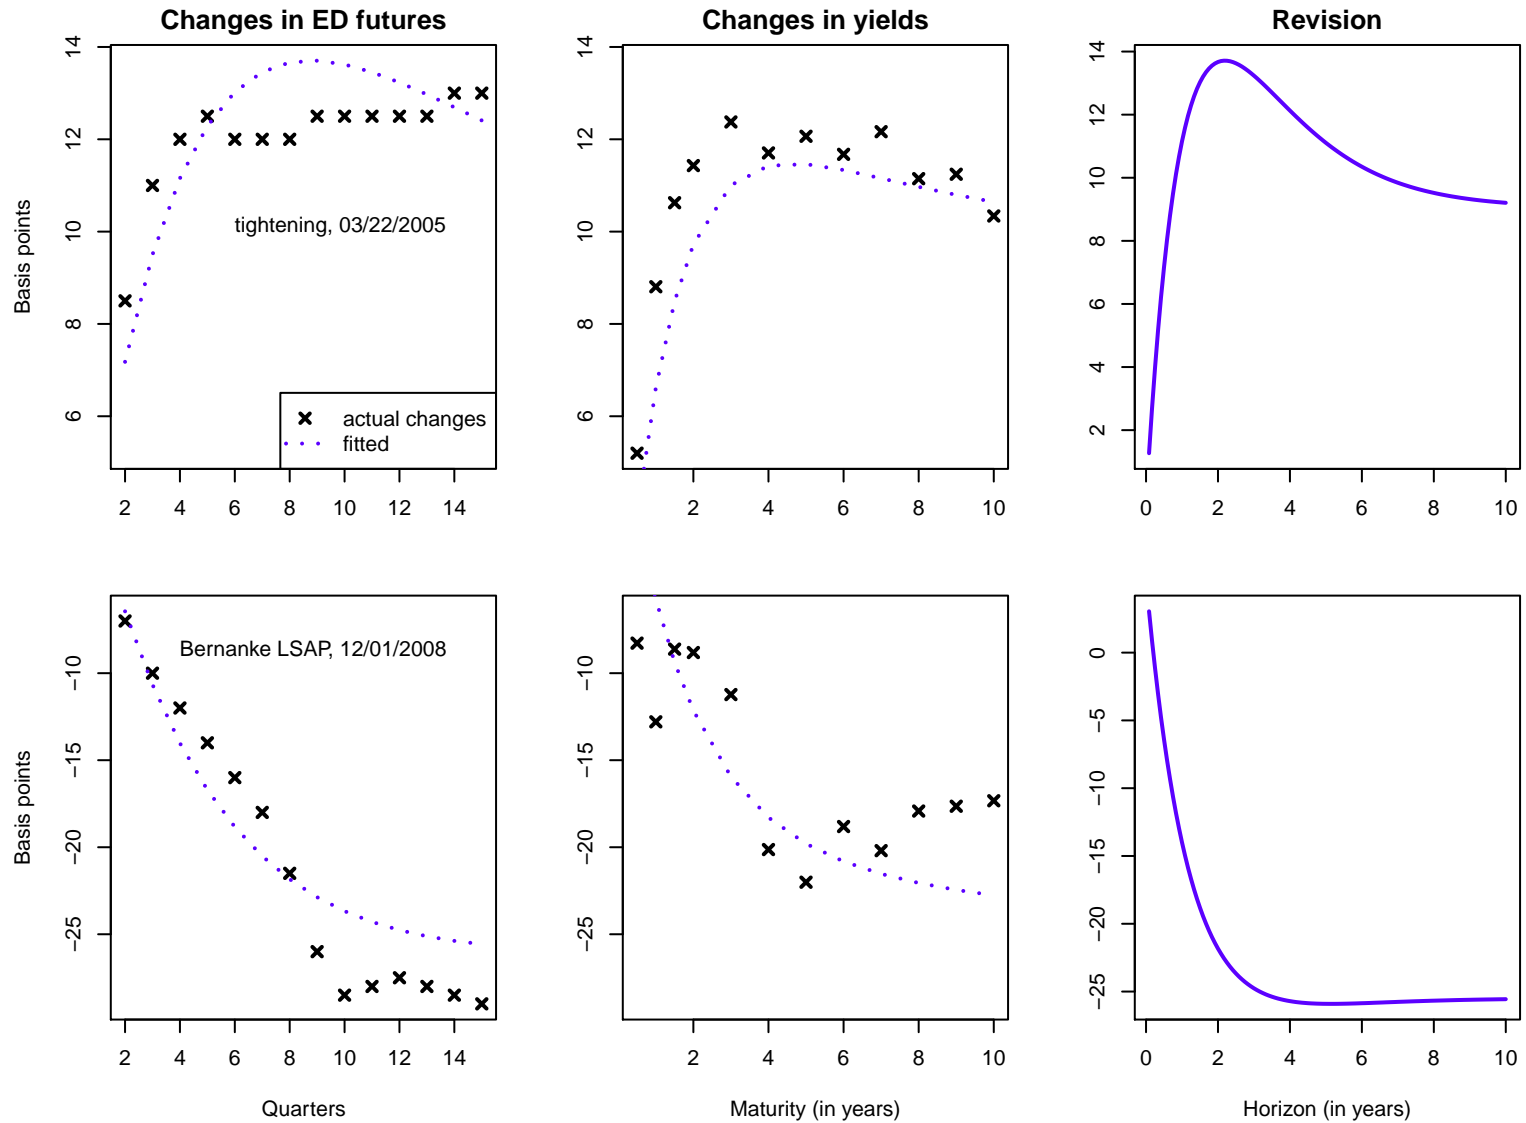 Changes in ED futures
Changes in yields
Revision
Basis points
14
12
10
8
6
tightening, 03/22/2005
actual changes
fitted
2 4 6 8 10 12 14
14
12
10
8
6
2 4 6 8 10
14
12
10
8
6
4
2
0 2 4 6 8 10
Basis points
−10
−15
−20
−25
Bernanke LSAP, 12/01/2008
2 4 6 8 10 12 14
Quarters
−10
−15
−20
−25
2 4 6 8 10
Maturity (in years)
0
−5
−10
−15
−20
−25
0 2 4 6 8 10
Horizon (in years)